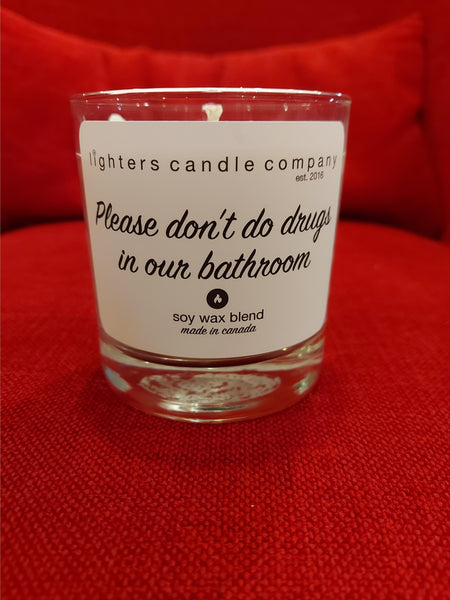 lighters candle company
est. 2016
Please don't do drugs
in our bathroom
soy wax blend
made in canada